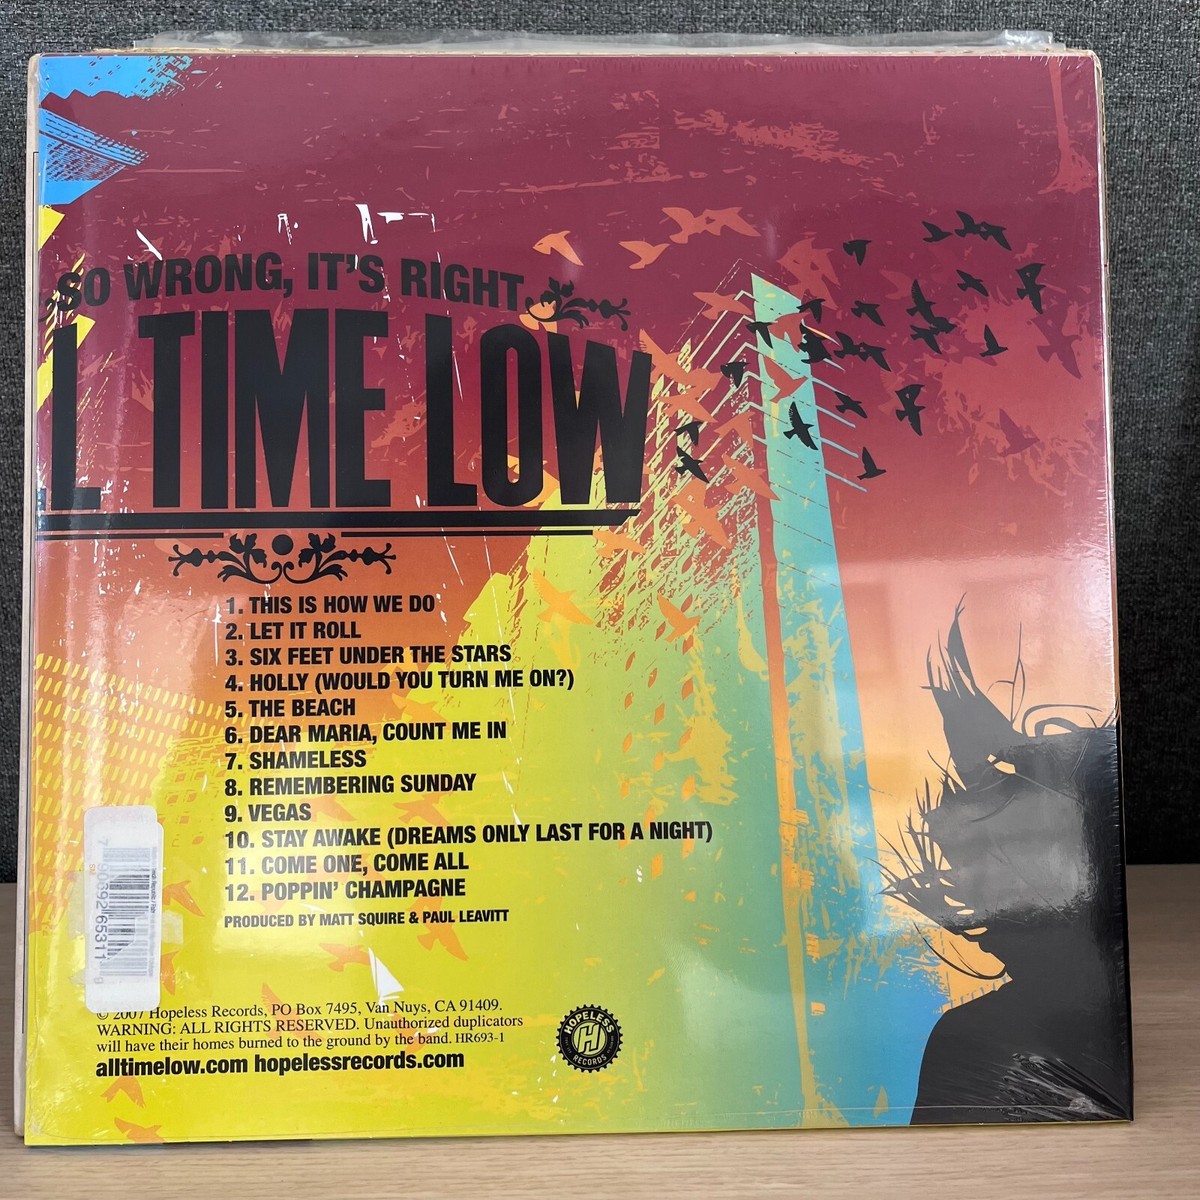 SO WRONG, IT'S RIGHT
L TIME LOW
1. THIS IS HOW WE DO
2. LET IT ROLL
3. SIX FEET UNDER THE STARS
4. HOLLY (WOULD YOU TURN ME ON?)
5. THE BEACH
6. DEAR MARIA, COUNT ME IN
7. SHAMELESS
8. REMEMBERING SUNDAY
9. VEGAS
10. STAY AWAKE (DREAMS ONLY LAST FOR A NIGHT)
11. COME ONE, COME ALL
12. POPPIN' CHAMPAGNE
PRODUCED BY MATT SQUIRE & PAUL LEAVITT
7 90692 65311 9
© 2007 Hopeless Records, PO Box 7495, Van Nuys, CA 91409.
WARNING: ALL RIGHTS RESERVED. Unauthorized duplicators
will have their homes burned to the ground by the band. HR693-1
alltimelow.com hopelessrecords.com
HOPELESS
HJ
RECORDS